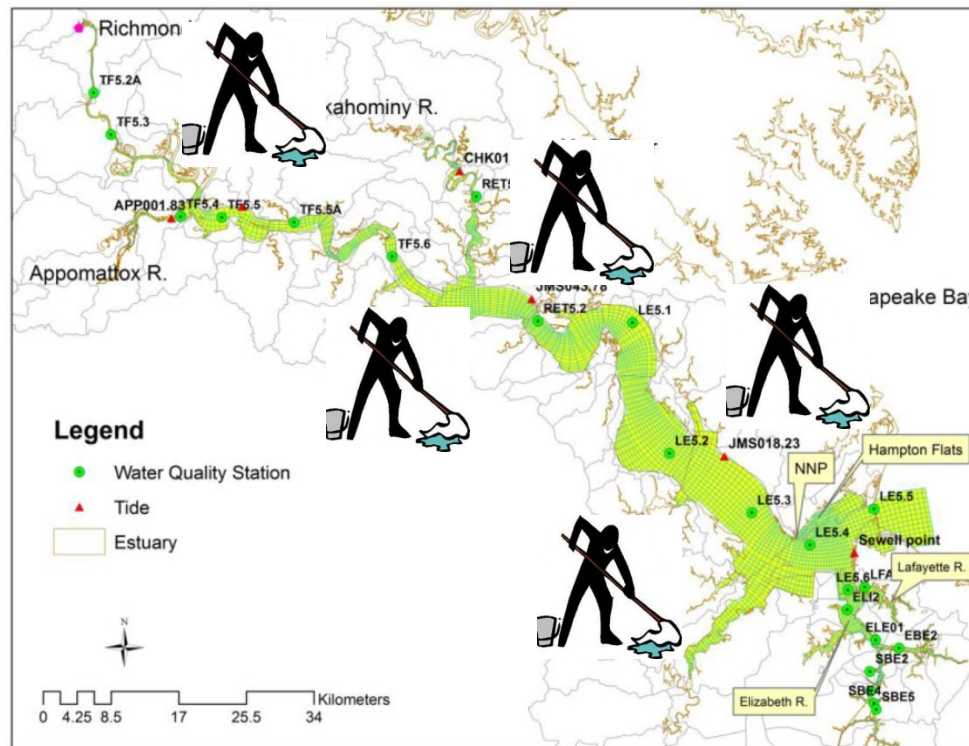 Richmon
TF5.2A
TF5.3
kahominy R.
CHK01
RET5
APP001.83
TF5.4
TF5.5
TF5.5A
TF5.6
Appomattox R.
JMS043.78
RET5.2
LE5.1
apeake Bay
Legend
Water Quality Station
Tide
Estuary
LE5.2
JMS018.23
NNP
Hampton Flats
LE5.3
LE5.5
LE5.4
Sewell point
Lafayette R.
LE5.6
LFA
ELI2
ELE01
EBE2
SBE2
Elizabeth R.
SBE4
SBE5
N
Kilometers
0 4.25 8.5 17 25.5 34